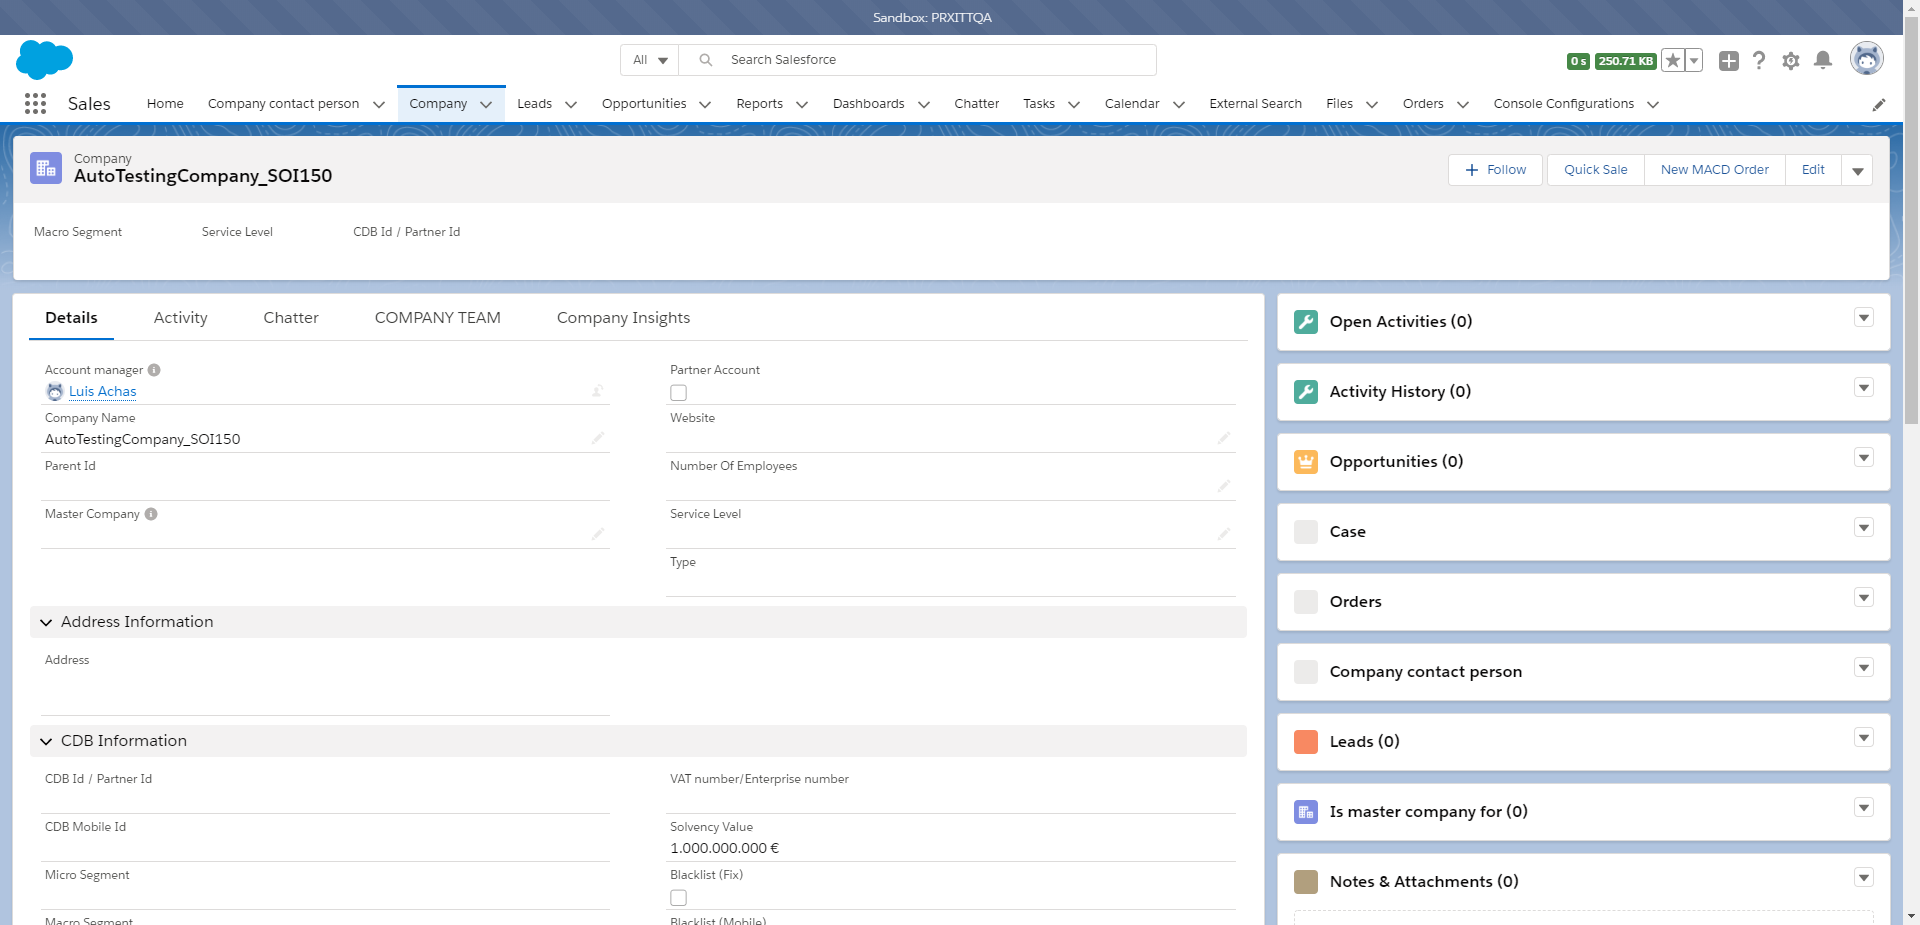 Sandbox: PRXITTQA
All
Search Salesforce
0 s
250.71 KB
Sales
Home
Company contact person
Company
Leads
Opportunities
Reports
Dashboards
Chatter
Tasks
Calendar
External Search
Files
Orders
Console Configurations
Company
AutoTestingCompany_SOI150
Follow
Quick Sale
New MACD Order
Edit
Macro Segment
Service Level
CDB Id / Partner Id
Details
Activity
Chatter
COMPANY TEAM
Company Insights
Account manager
Luis Achas
Partner Account
Company Name
AutoTestingCompany_SOI150
Website
Parent Id
Number Of Employees
Master Company
Service Level
Type
Address Information
Address
CDB Information
CDB Id / Partner Id
VAT number/Enterprise number
CDB Mobile Id
Solvency Value
1.000.000.000 €
Micro Segment
Blacklist (Fix)
Macro Segment
Blacklist (Mobile)
Open Activities (0)
Activity History (0)
Opportunities (0)
Case
Orders
Company contact person
Leads (0)
Is master company for (0)
Notes & Attachments (0)